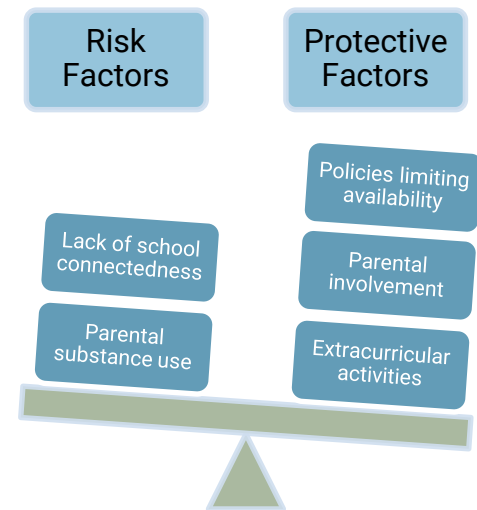 Risk
Factors
Protective
Factors
Lack of school
connectedness
Parental
substance use
Policies limiting
availability
Parental
involvement
Extracurricular
activities